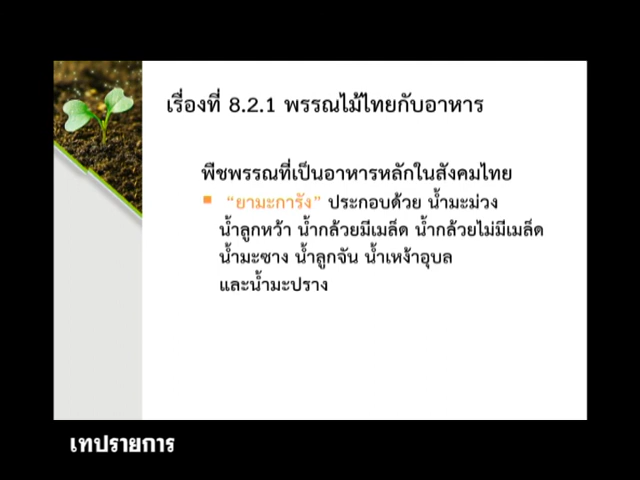 เรื่องที่ 8.2.1 พรรณไม้ไทยกับอาหาร
พืชพรรณที่เป็นอาหารหลักในสังคมไทย
▪ “ยามะการัง” ประกอบด้วย น้ำมะม่วง
น้ำลูกหว้า น้ำกล้วยมีเมล็ด น้ำกล้วยไม่มีเมล็ด
น้ำมะซาง น้ำลูกจัน น้ำเหง้าอุบล
และน้ำมะปราง
เทปรายการ